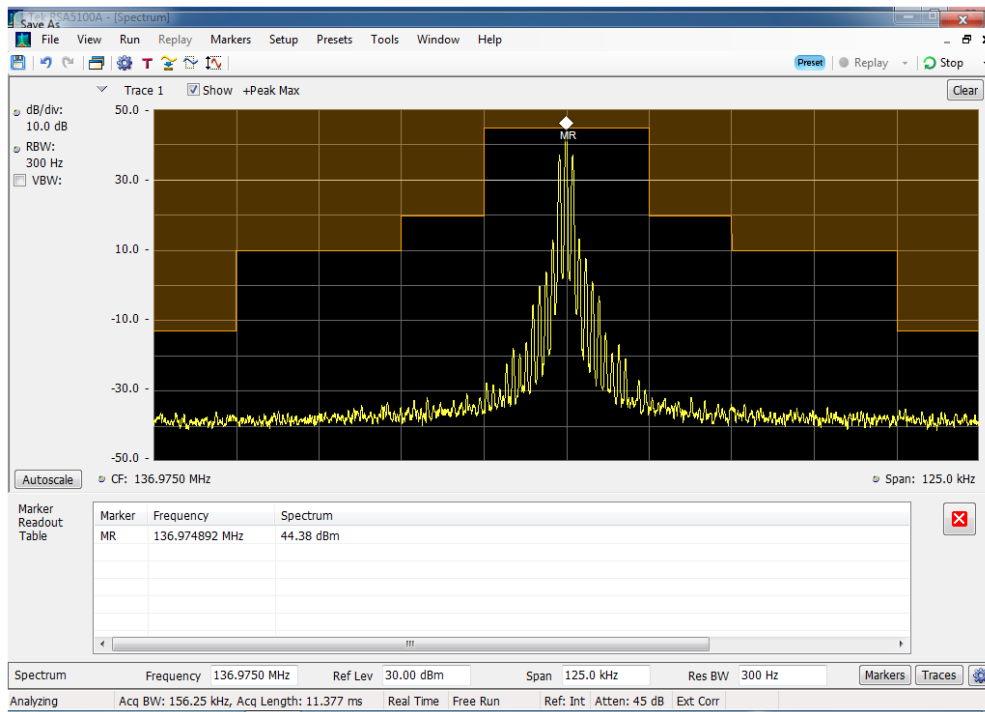 Tek RSA5100A - [Spectrum]
Save As
File View Run Replay Markers Setup Presets Tools Window Help
T Preset Replay Stop
Trace 1 Show +Peak Max Clear
dB/div:
10.0 dB
RBW:
300 Hz
VBW:
50.0
30.0
10.0
-10.0
-30.0
-50.0
MR
Autoscale CF: 136.9750 MHz Span: 125.0 kHz
Marker
Readout
Table
Marker Frequency Spectrum
MR 136.974892 MHz 44.38 dBm
Spectrum Frequency 136.9750 MHz Ref Lev 30.00 dBm Span 125.0 kHz Res BW 300 Hz Markers Traces
Analyzing Acq BW: 156.25 kHz, Acq Length: 11.377 ms Real Time Free Run Ref: Int Atten: 45 dB Ext Corr